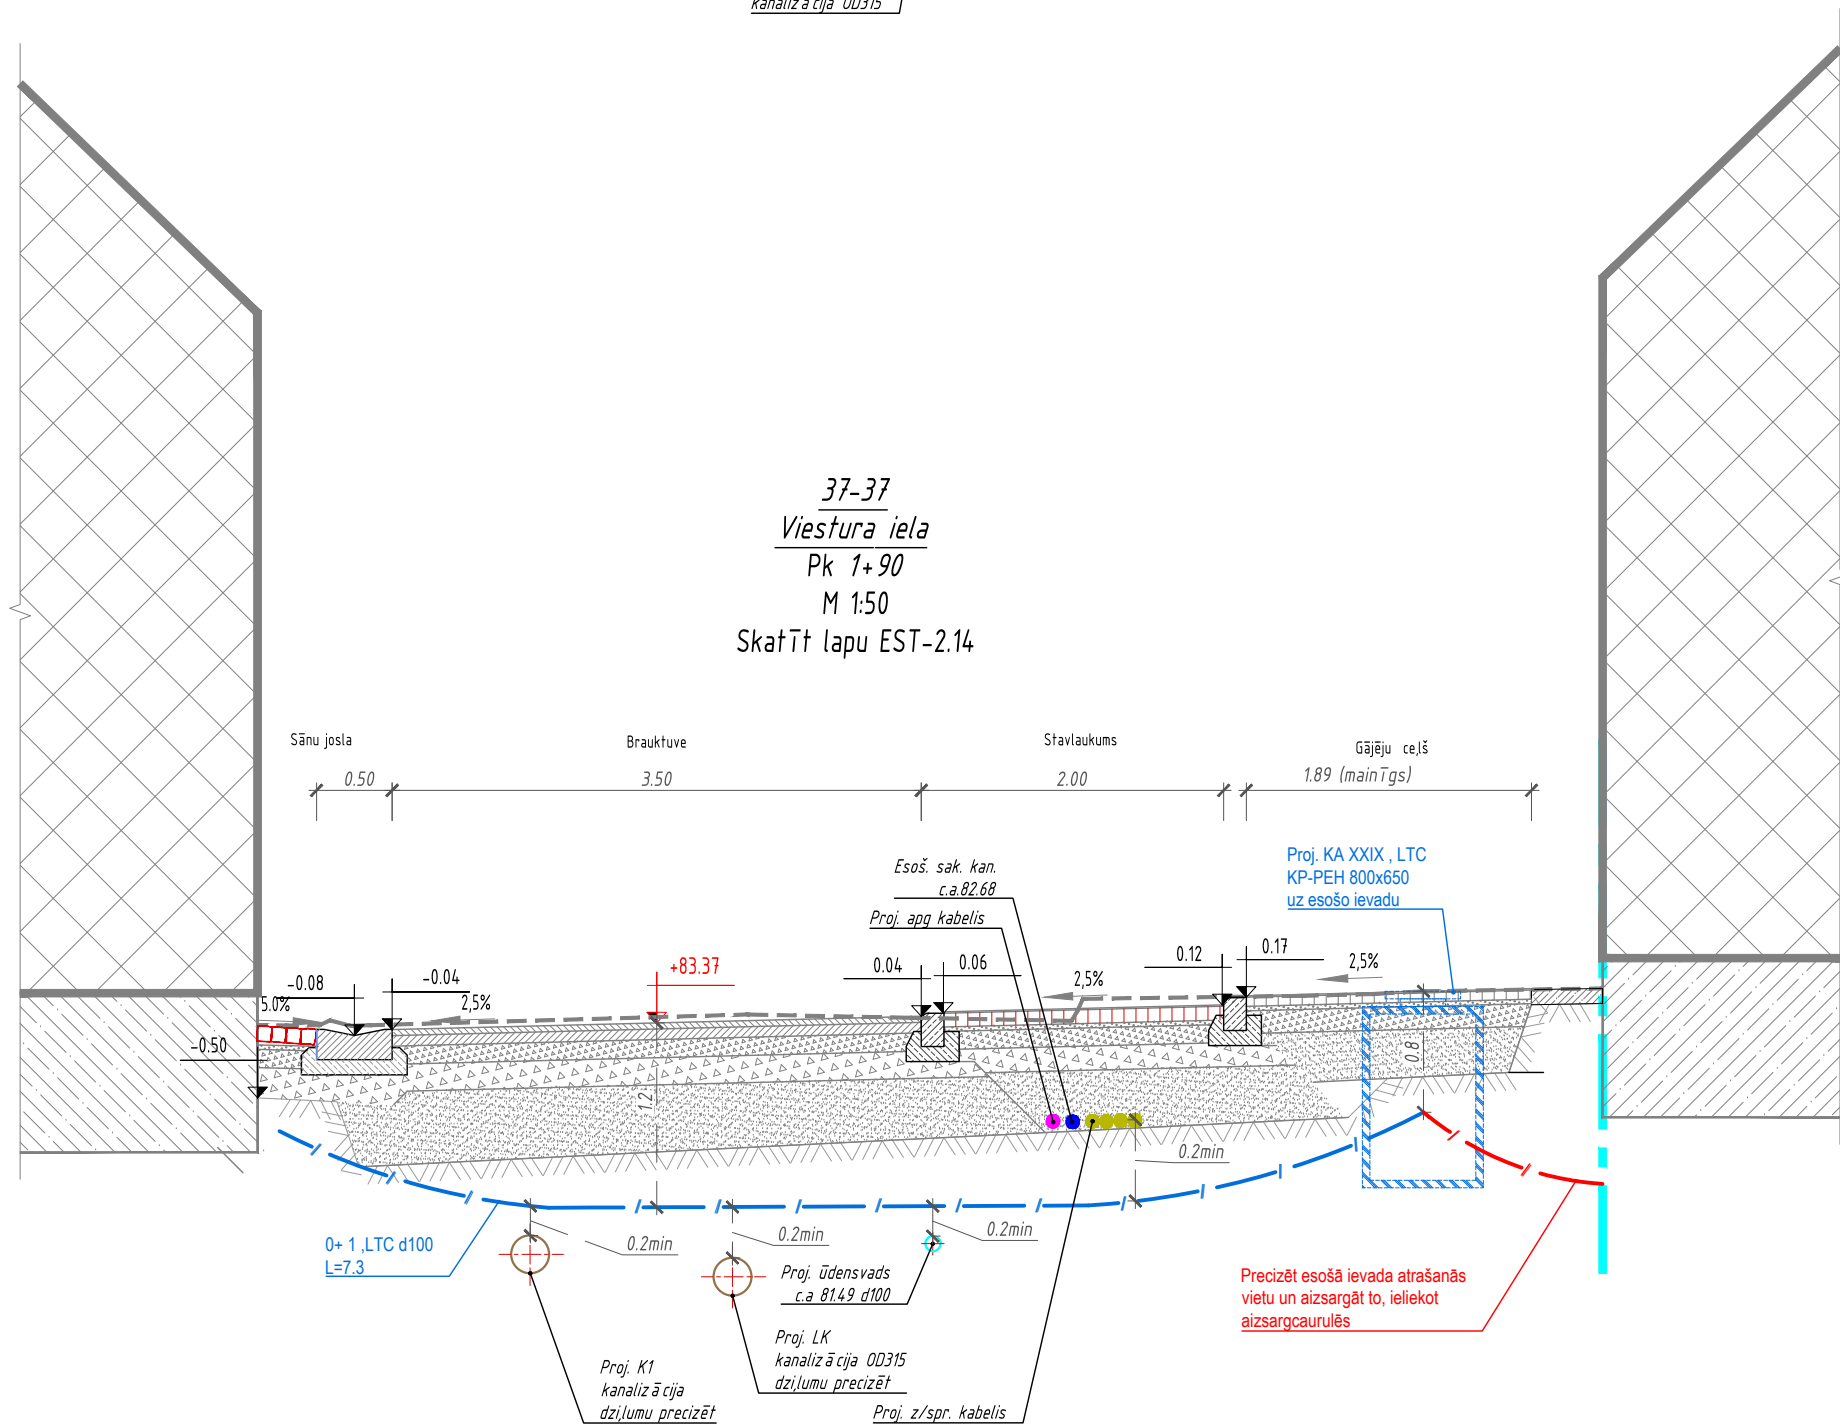 kanalizācija OD315
37-37
Viestura iela
Pk 1+90
M 1:50
Skatīt lapu EST-2.14
Sānu josla
Brauktuve
Stavlaukums
Gājēju ceļš
0.50
3.50
2.00
1.89 (mainīgs)
Esoš. sak. kan.
c.a.82.68
Proj. apg kabelis
Proj. KA XXIX , LTC
KP-PEH 800x650
uz esošo ievadu
-0.08
-0.04
+83.37
0.04
0.06
0.12
0.17
2,5%
2,5%
2,5%
5.0%
-0.50
1.2
0.8
0.2min
0.2min
0.2min
0.2min
0+ 1 ,LTC d100
L=7.3
Proj. ūdensvads
c.a 81.49 d100
Proj. LK
kanalizācija OD315
dziļumu precizēt
Proj. K1
kanalizācija
dziļumu precizēt
Proj. z/spr. kabelis
Precizēt esošā ievada atrašanās
vietu un aizsargāt to, ieliekot
aizsargcaurulēs